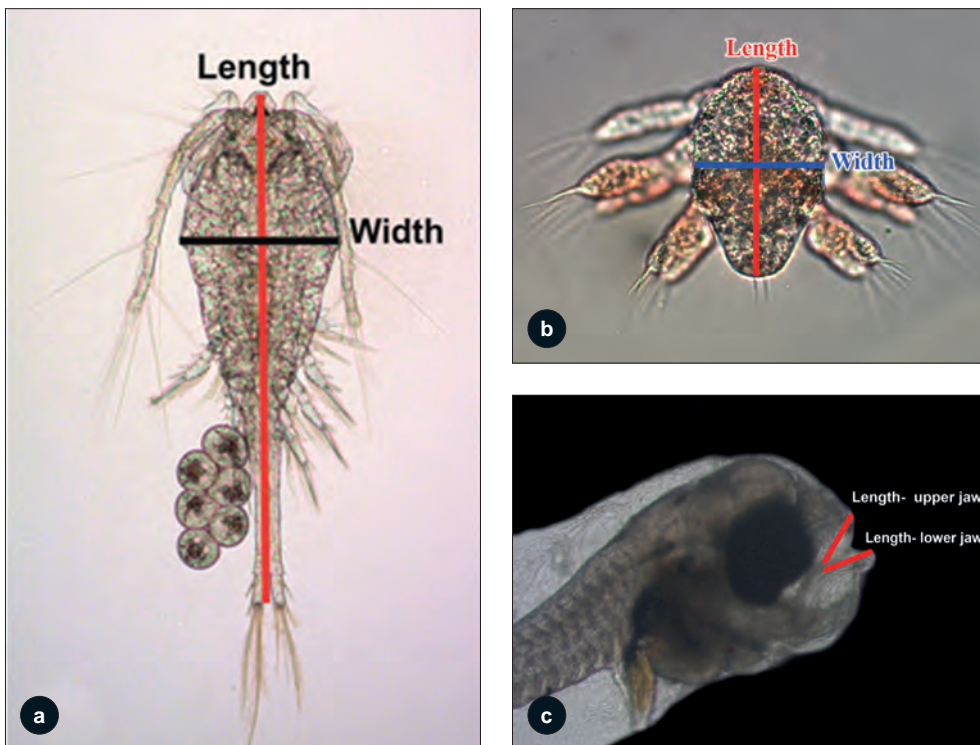 Length
Width
a
Length
Width
b
Length- upper jaw
Length- lower jaw
c